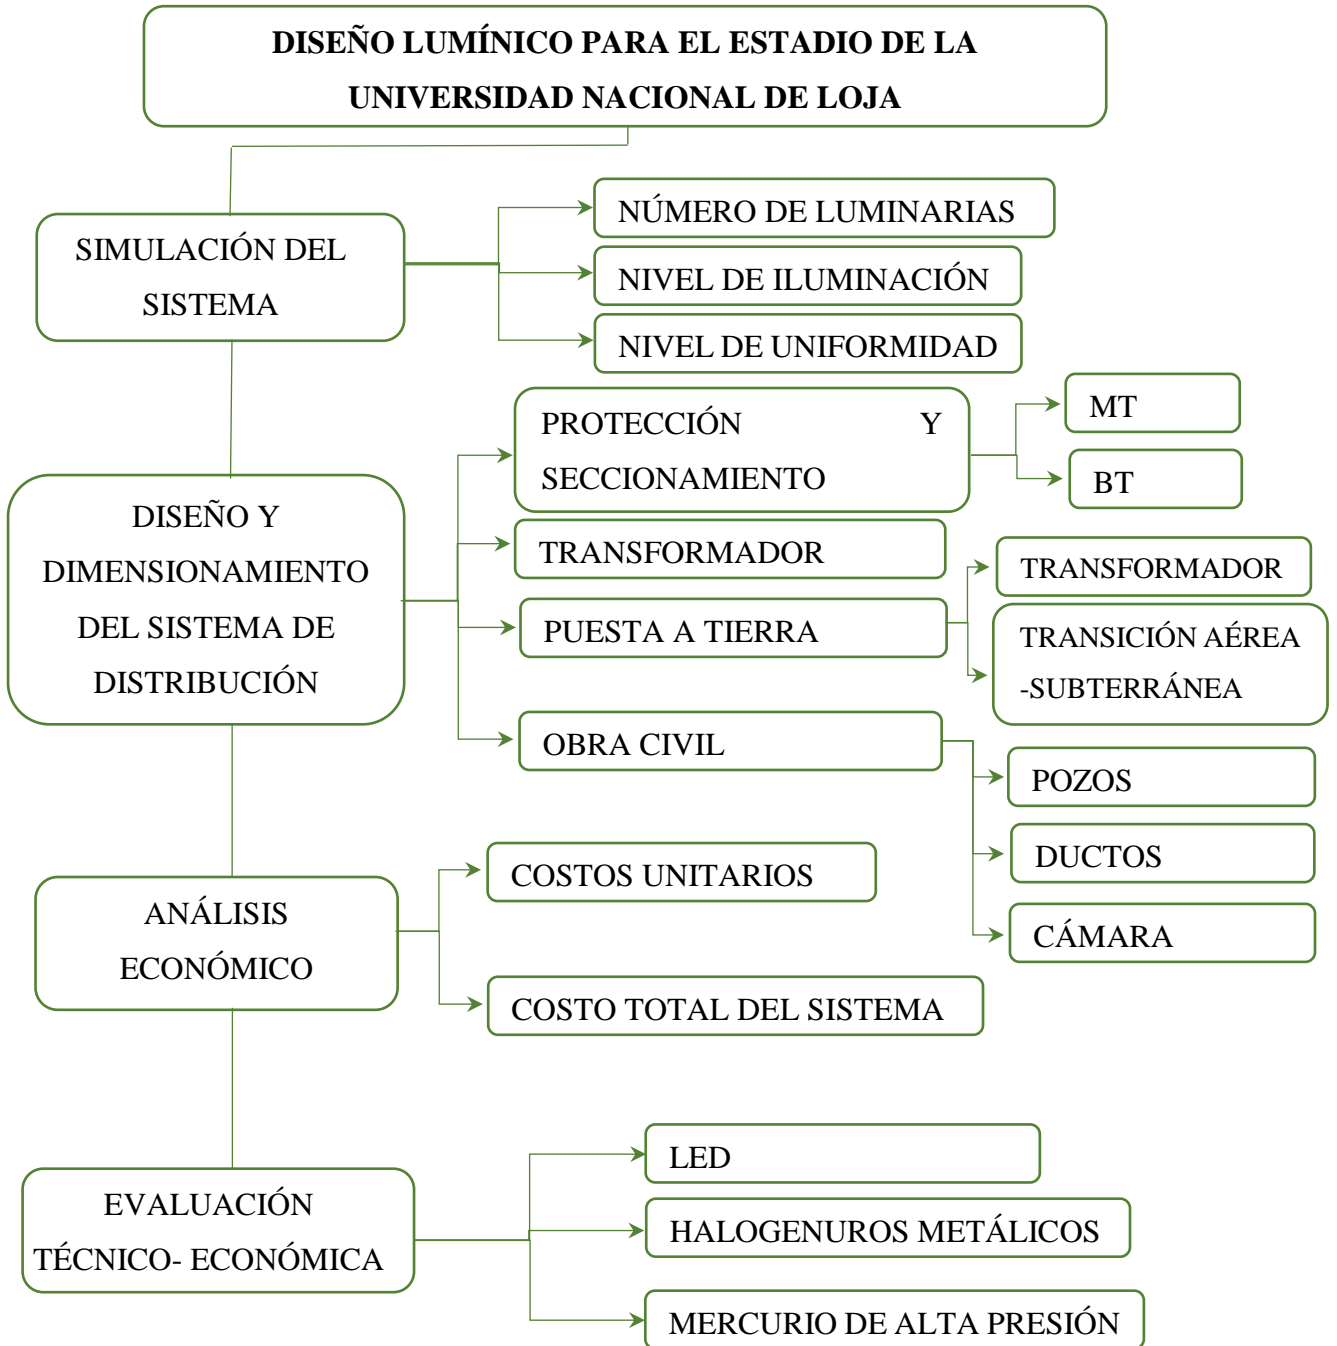 DISEÑO LUMÍNICO PARA EL ESTADIO DE LA
UNIVERSIDAD NACIONAL DE LOJA
SIMULACIÓN DEL
SISTEMA
NÚMERO DE LUMINARIAS
NIVEL DE ILUMINACIÓN
NIVEL DE UNIFORMIDAD
DISEÑO Y
DIMENSIONAMIENTO
DEL SISTEMA DE
DISTRIBUCIÓN
PROTECCIÓN Y
SECCIONAMIENTO
MT
BT
TRANSFORMADOR
PUESTA A TIERRA
TRANSFORMADOR
TRANSICIÓN AÉREA
-SUBTERRÁNEA
OBRA CIVIL
POZOS
DUCTOS
CÁMARA
ANÁLISIS
ECONÓMICO
COSTOS UNITARIOS
COSTO TOTAL DEL SISTEMA
EVALUACIÓN
TÉCNICO- ECONÓMICA
LED
HALOGENUROS METÁLICOS
MERCURIO DE ALTA PRESIÓN